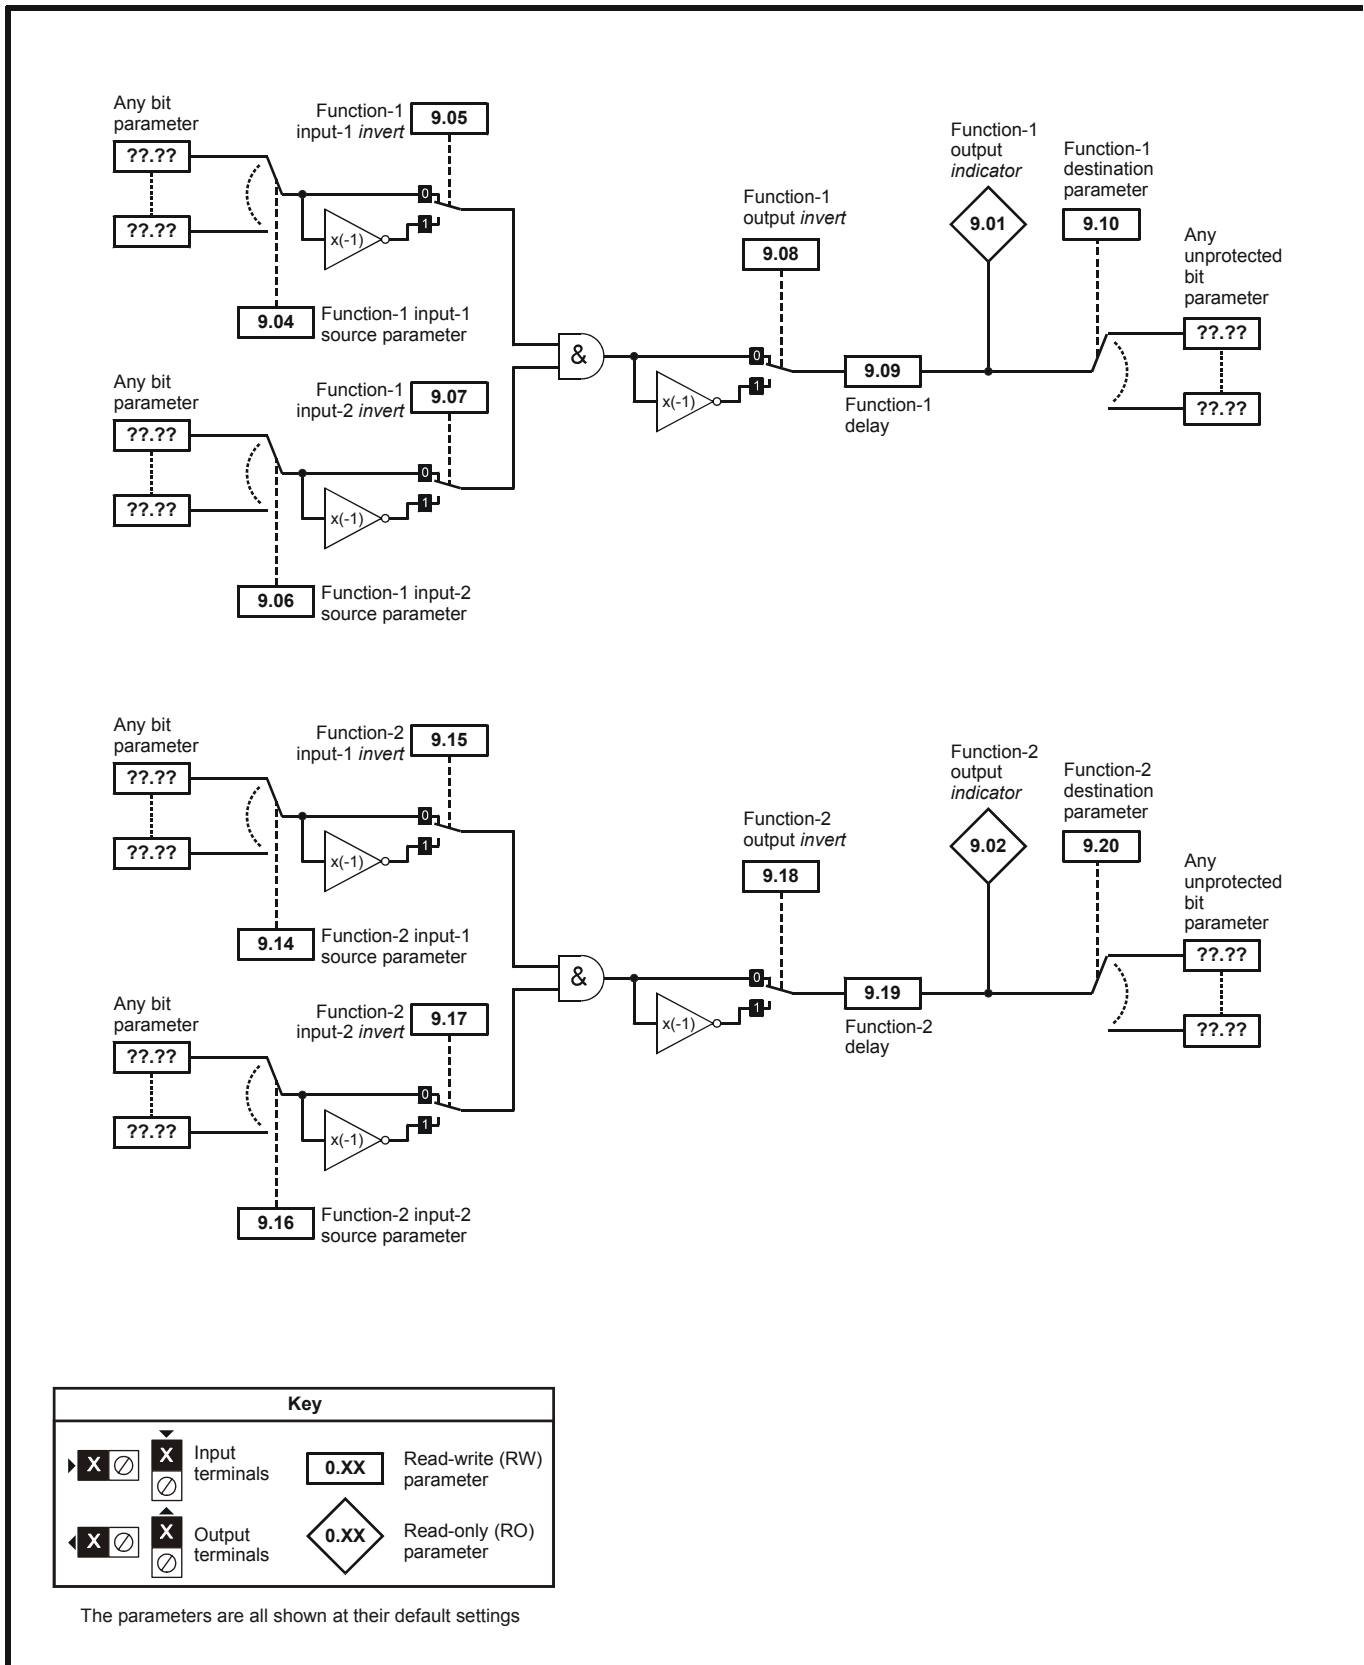 Any bit
parameter
??.??
??.??
Function-1
input-1 invert
9.05
0
1
x(-1)
9.04
Function-1 input-1
source parameter
Any bit
parameter
??.??
??.??
Function-1
input-2 invert
9.07
0
1
x(-1)
9.06
Function-1 input-2
source parameter
&
Function-1
output invert
9.08
0
1
x(-1)
9.09
Function-1
delay
Function-1
output
indicator
9.01
Function-1
destination
parameter
9.10
Any
unprotected
bit
parameter
??.??
??.??
Any bit
parameter
??.??
??.??
Function-2
input-1 invert
9.15
0
1
x(-1)
9.14
Function-2 input-1
source parameter
Any bit
parameter
??.??
??.??
Function-2
input-2 invert
9.17
0
1
x(-1)
9.16
Function-2 input-2
source parameter
&
Function-2
output invert
9.18
0
1
x(-1)
9.19
Function-2
delay
Function-2
output
indicator
9.02
Function-2
destination
parameter
9.20
Any
unprotected
bit
parameter
??.??
??.??
Key
X
X
Input
terminals
0.XX
Read-write (RW)
parameter
X
X
Output
terminals
0.XX
Read-only (RO)
parameter
The parameters are all shown at their default settings